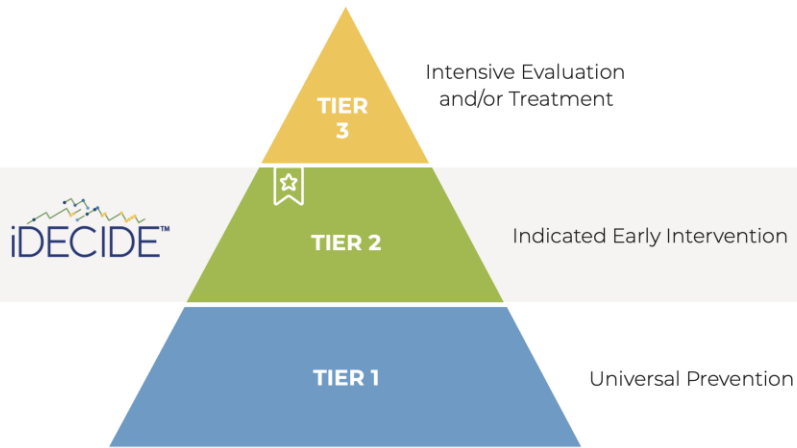 TIER
3
Intensive Evaluation
and/or Treatment
iDECIDE™
TIER 2
Indicated Early Intervention
TIER 1
Universal Prevention